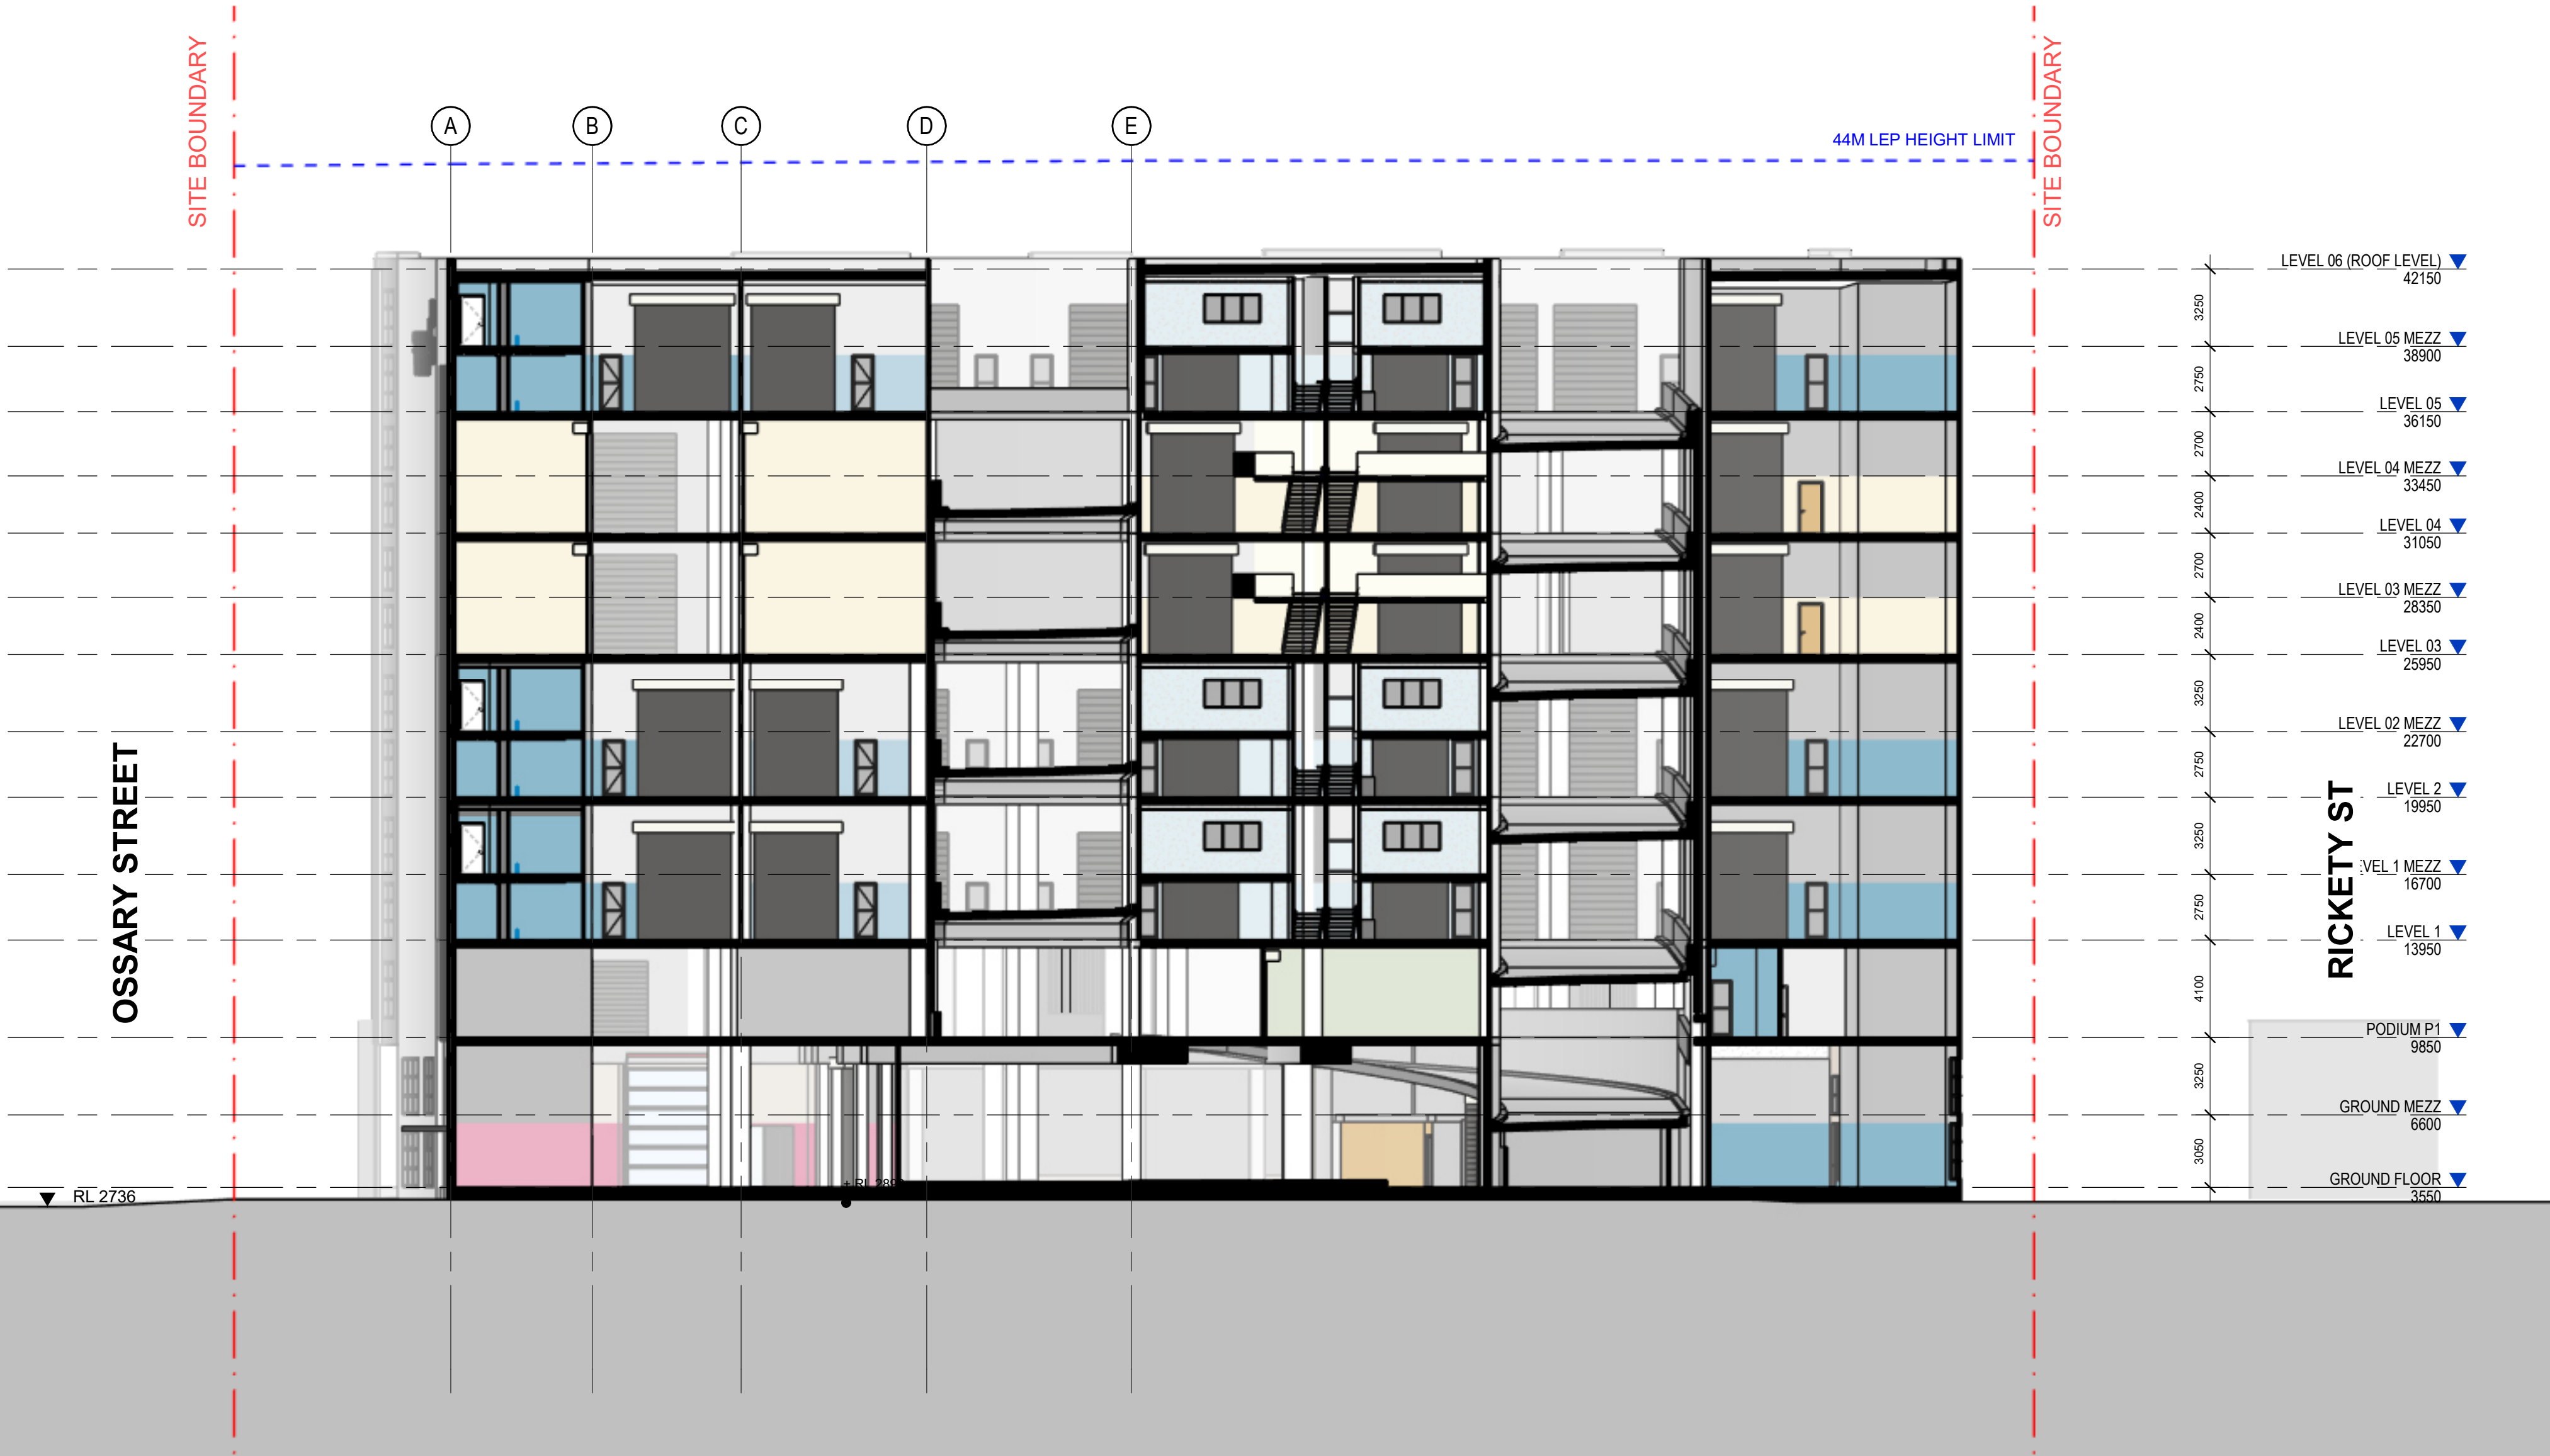 SITE BOUNDARY
SITE BOUNDARY
A
B
C
D
E
44M LEP HEIGHT LIMIT
LEVEL 06 (ROOF LEVEL)
42150
3250
LEVEL 05 MEZZ
38900
2750
LEVEL 05
36150
2700
LEVEL 04 MEZZ
33450
2400
LEVEL 04
31050
2700
LEVEL 03 MEZZ
28350
2400
LEVEL 03
25950
3250
LEVEL 02 MEZZ
22700
2750
LEVEL 2
19950
3250
EVEL 1 MEZZ
16700
2750
LEVEL 1
13950
4100
PODIUM P1
9850
3250
GROUND MEZZ
6600
3050
GROUND FLOOR
3550
OSSARY STREET
RICKETY ST
RL 2736
+ RL